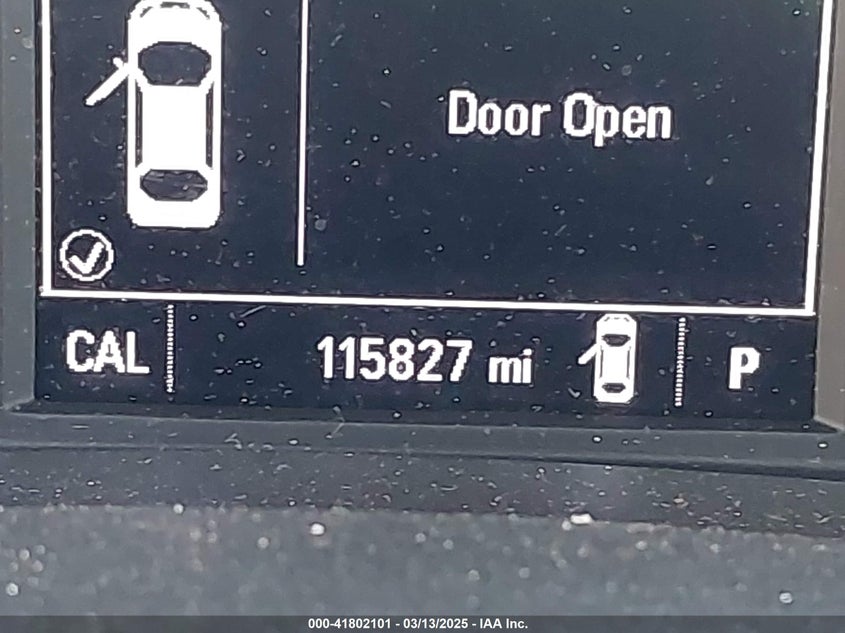 Door Open
CAL 115827 mi P
000-41802101 - 03/13/2025 - IAA Inc.